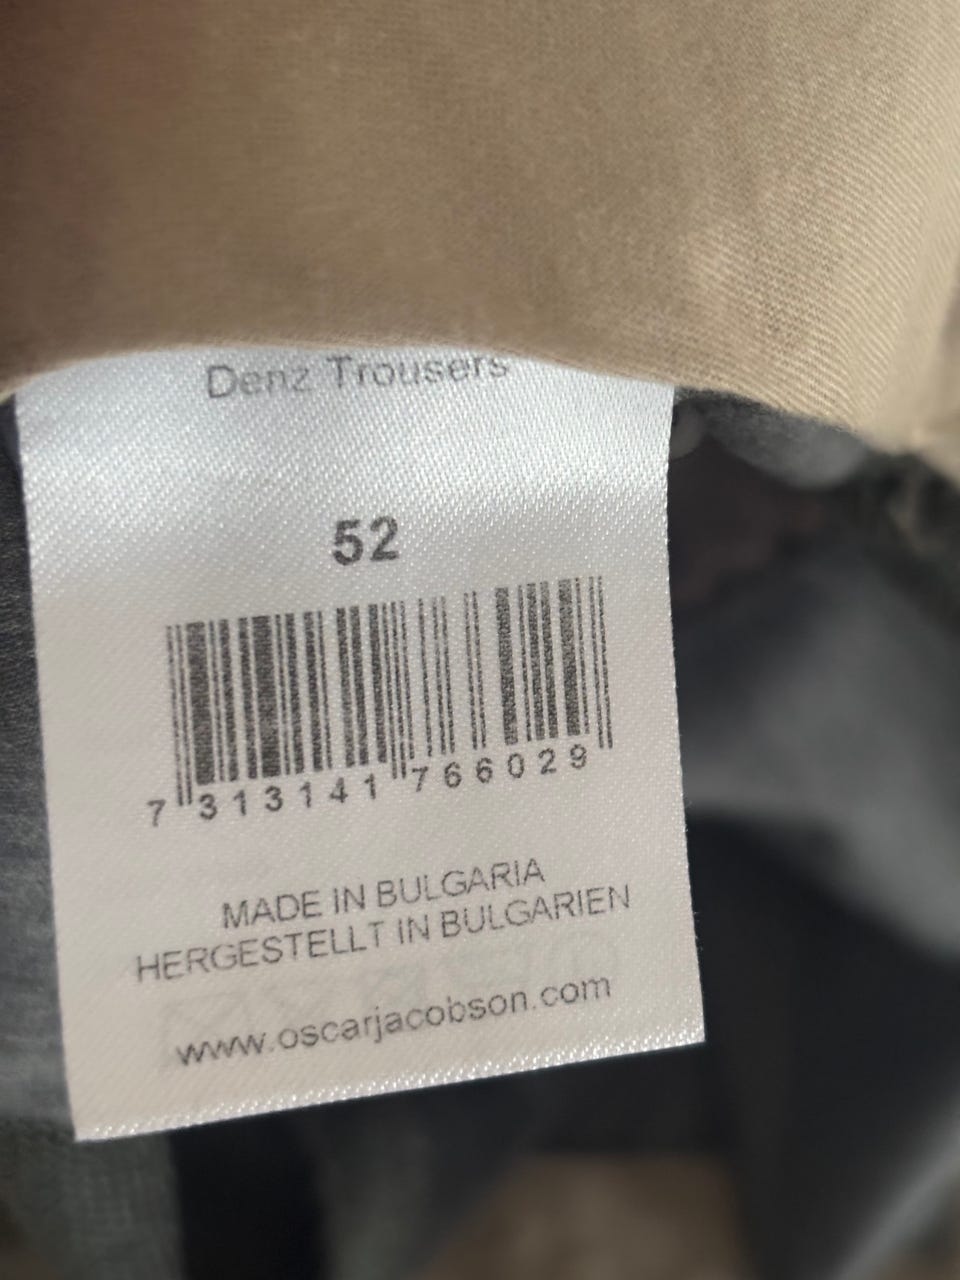 Denz Trousers
52
7 313141 766029
MADE IN BULGARIA
HERGESTELLT IN BULGARIEN
www.oscarjacobson.com